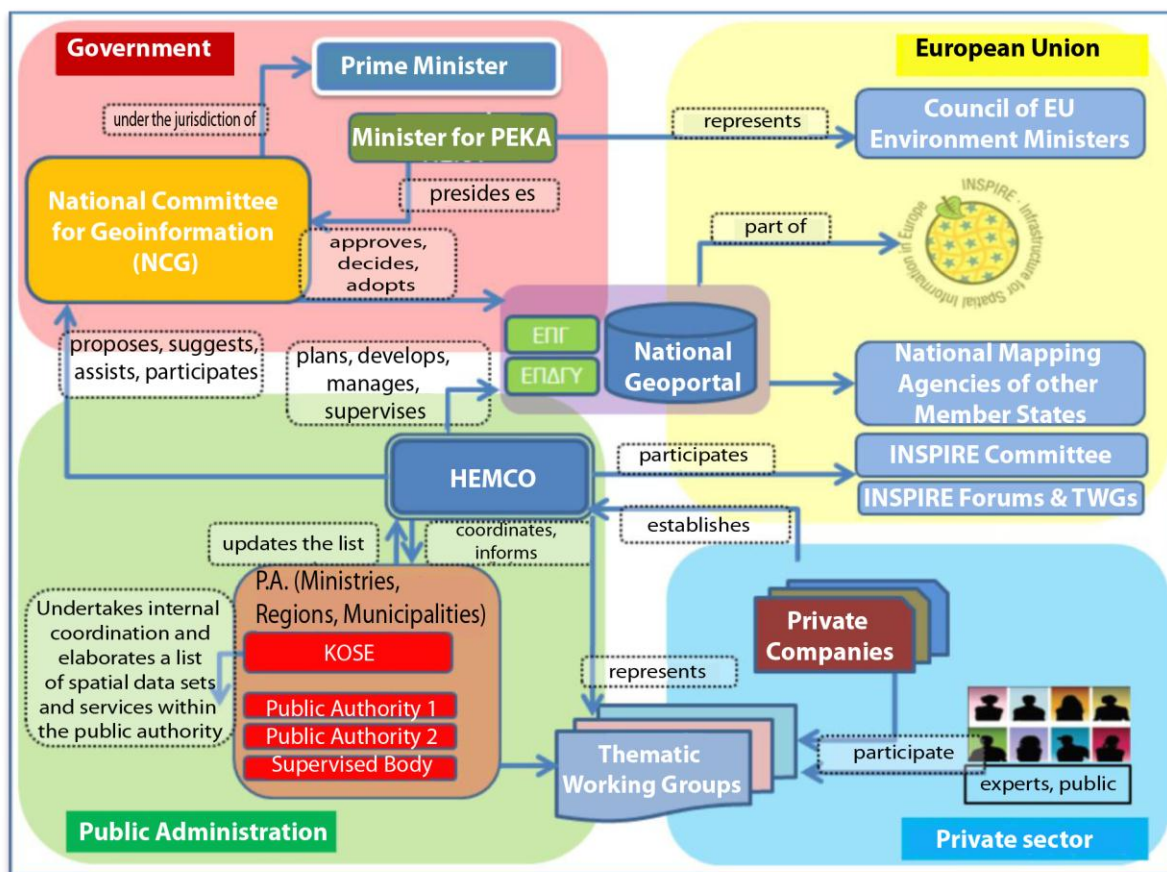 Government
Prime Minister
European Union
under the jurisdiction of
Minister for PEKA
represents
Council of EU
Environment Ministers
National Committee
for Geoinformation
(NCG)
presides es
approves,
decides,
adopts
part of
INSPIRE - Infrastructure for Spatial Information in Europe
proposes, suggests,
assists, participates
plans, develops,
manages,
supervises
ΕΠΓ
ΕΠΔΓΥ
National
Geoportal
National Mapping
Agencies of other
Member States
HEMCO
participates
INSPIRE Committee
INSPIRE Forums & TWGs
establishes
updates the list
coordinates,
informs
P.A. (Ministries,
Regions, Municipalities)
Undertakes internal
coordination and
elaborates a list
of spatial data sets
and services within
the public authority
KOSE
Public Authority 1
Public Authority 2
Supervised Body
represents
Private
Companies
Thematic
Working Groups
participate
experts, public
Public Administration
Private sector